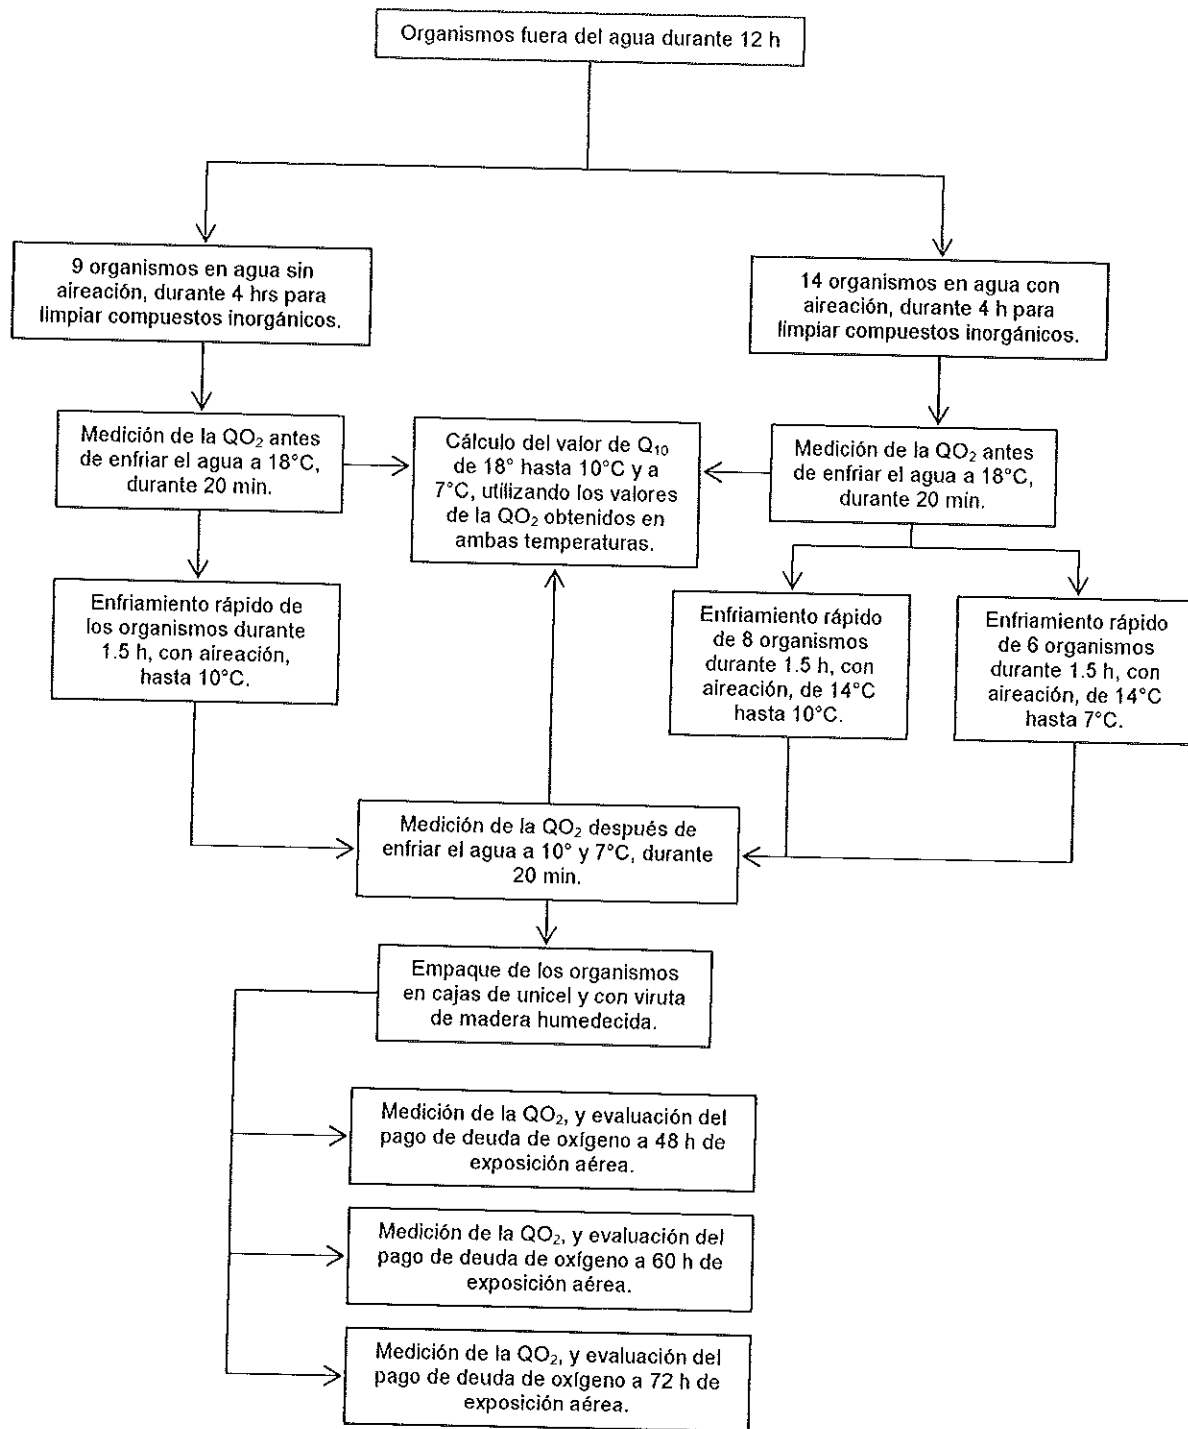 Organismos fuera del agua durante 12 h
9 organismos en agua sin
aireación, durante 4 hrs para
limpiar compuestos inorgánicos.
14 organismos en agua con
aireación, durante 4 h para
limpiar compuestos inorgánicos.
Medición de la QO₂ antes
de enfriar el agua a 18°C,
durante 20 min.
Cálculo del valor de Q₁₀
de 18° hasta 10°C y a
7°C, utilizando los valores
de la QO₂ obtenidos en
ambas temperaturas.
Medición de la QO₂ antes
de enfriar el agua a 18°C,
durante 20 min.
Enfriamiento rápido de
los organismos durante
1.5 h, con aireación,
hasta 10°C.
Enfriamiento rápido
de 8 organismos
durante 1.5 h, con
aireación, de 14°C
hasta 10°C.
Enfriamiento rápido
de 6 organismos
durante 1.5 h, con
aireación, de 14°C
hasta 7°C.
Medición de la QO₂ después de
enfriar el agua a 10° y 7°C, durante
20 min.
Empaque de los organismos
en cajas de unicel y con viruta
de madera humedecida.
Medición de la QO₂, y evaluación del
pago de deuda de oxígeno a 48 h de
exposición aérea.
Medición de la QO₂, y evaluación del
pago de deuda de oxígeno a 60 h de
exposición aérea.
Medición de la QO₂, y evaluación del
pago de deuda de oxígeno a 72 h de
exposición aérea.